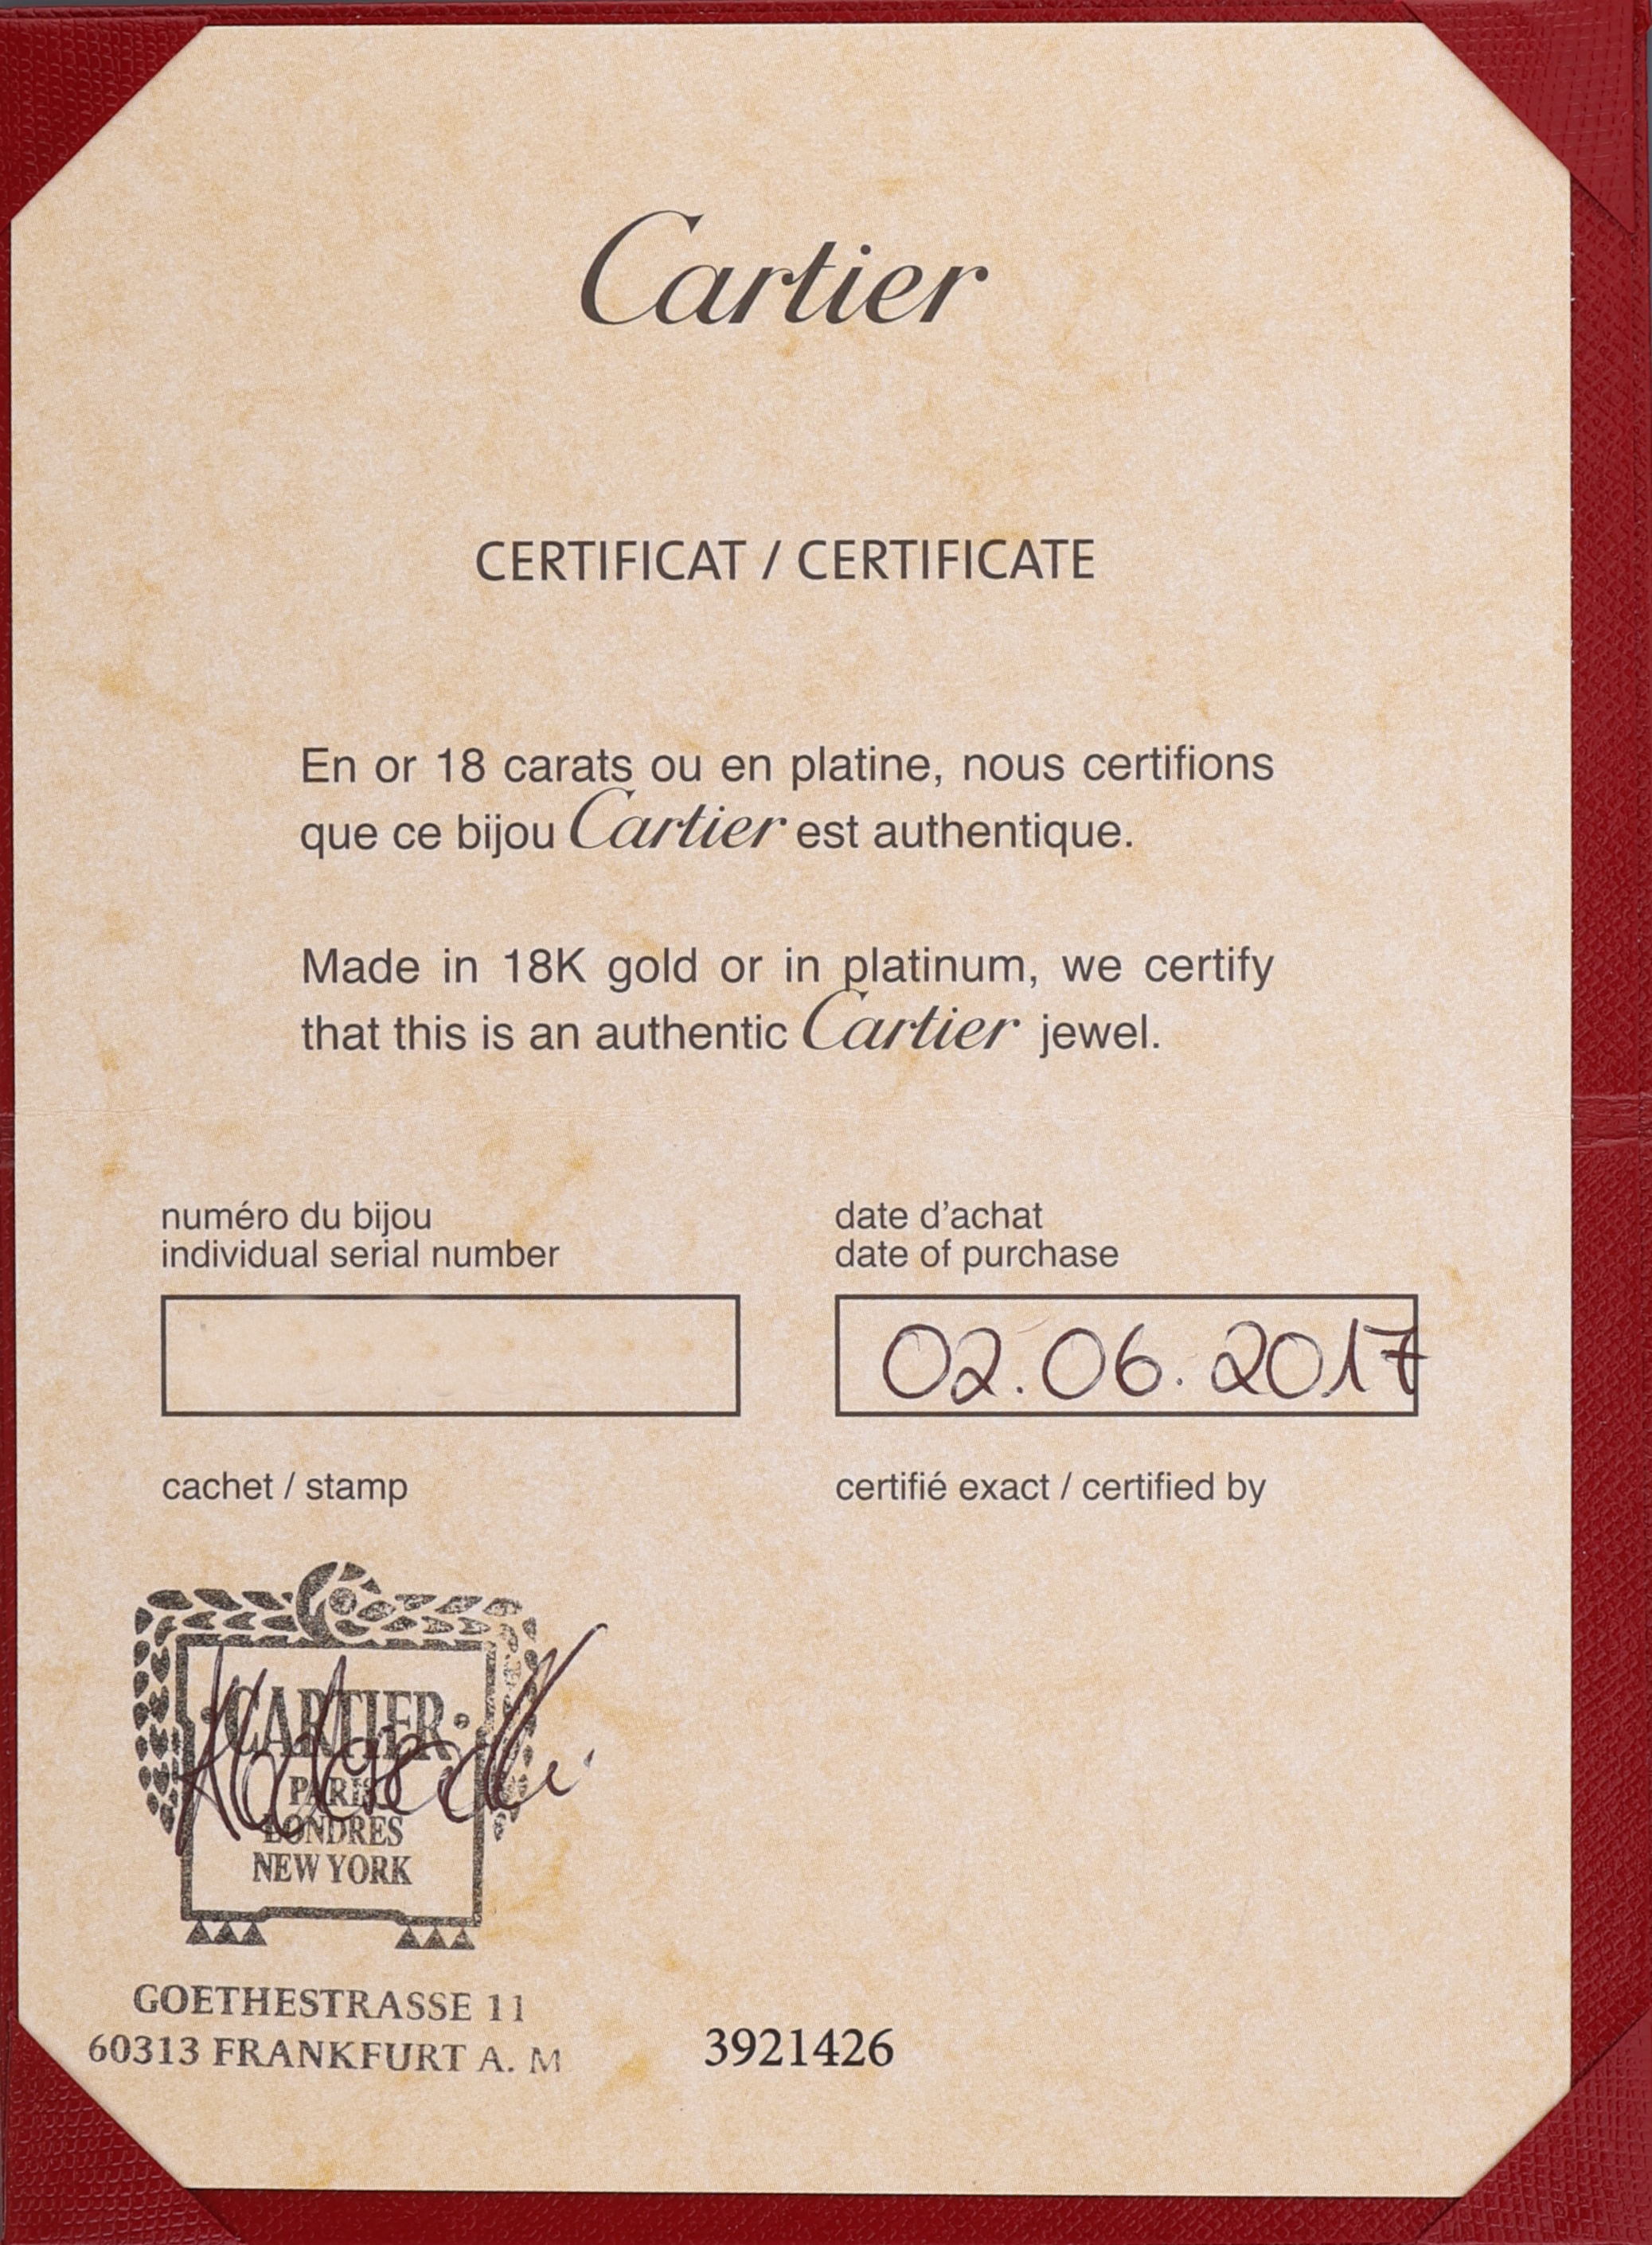 Cartier
CERTIFICAT / CERTIFICATE
En or 18 carats ou en platine, nous certifions
que ce bijou Cartier est authentique.
Made in 18K gold or in platinum, we certify
that this is an authentic Cartier jewel.
numéro du bijou
individual serial number
date d'achat
date of purchase
02.06.2017
cachet / stamp
certifié exact / certified by
CARTIER
PARIS
LONDRES
NEW YORK
GOETHESTRASSE 11
60313 FRANKFURT A. M
3921426